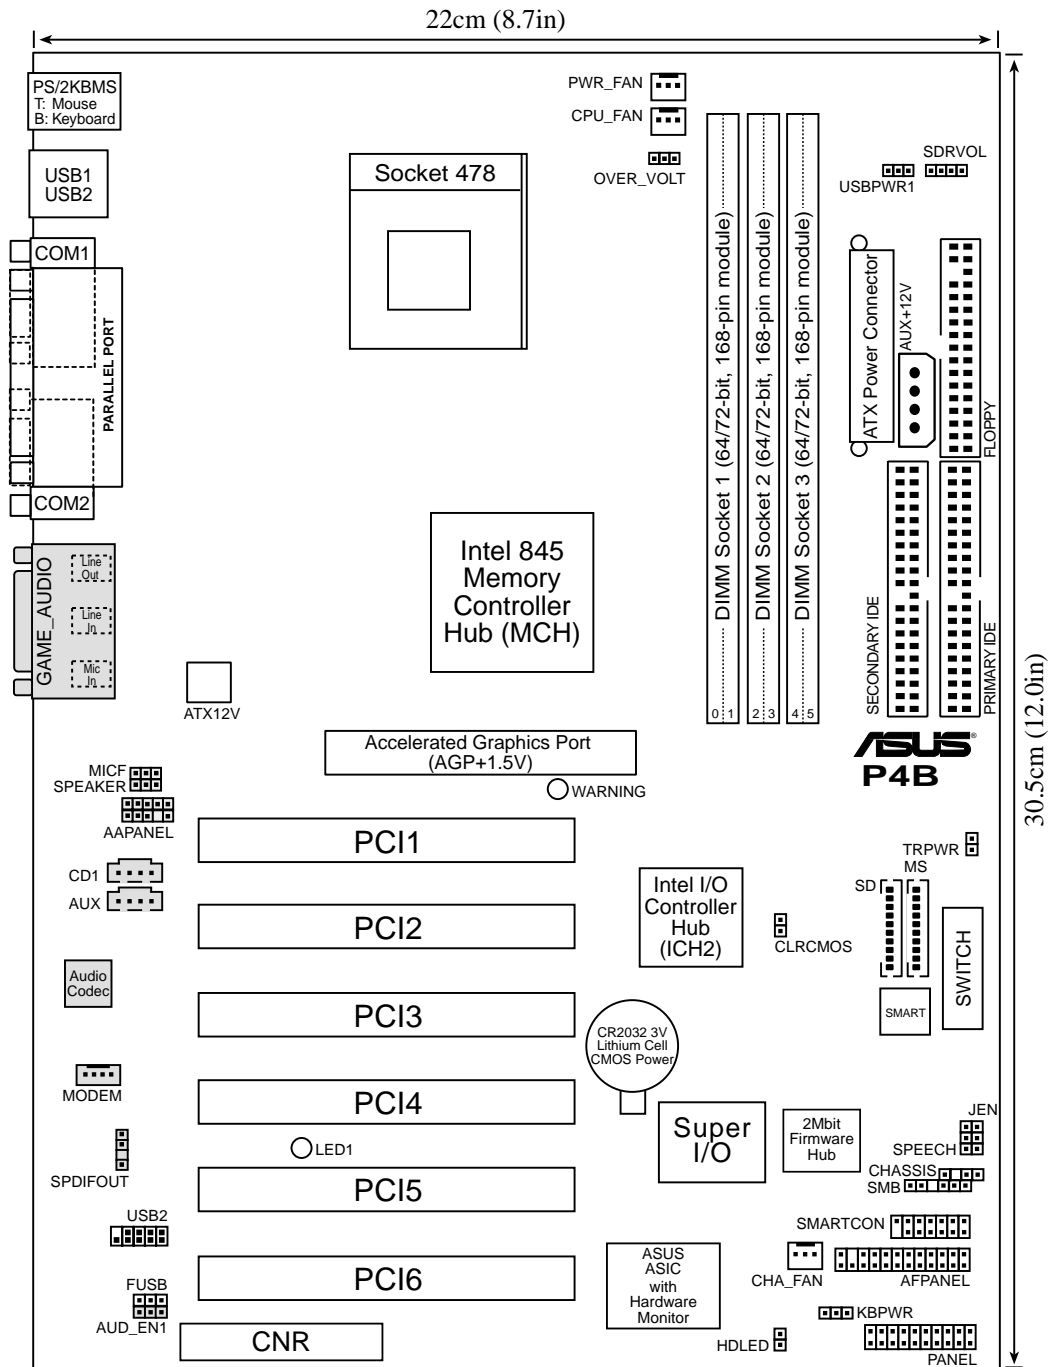 22cm (8.7in)
PS/2KBMS
T: Mouse
B: Keyboard
USB1
USB2
COM1
PARALLEL PORT
COM2
GAME_AUDIO
Line
Out
Line
In
Mic
In
Socket 478
PWR_FAN
CPU_FAN
OVER_VOLT
DIMM Socket 1 (64/72-bit, 168-pin module)
DIMM Socket 2 (64/72-bit, 168-pin module)
DIMM Socket 3 (64/72-bit, 168-pin module)
0 1
2 3
4 5
USBPWR1
SDRVOL
ATX Power Connector
AUX+12V
FLOPPY
SECONDARY IDE
PRIMARY IDE
30.5cm (12.0in)
Intel 845
Memory
Controller
Hub (MCH)
ATX12V
Accelerated Graphics Port
(AGP+1.5V)
WARNING
ASUS®
P4B
MICF
SPEAKER
AAPANEL
CD1
AUX
Audio
Codec
MODEM
SPDIFOUT
USB2
FUSB
AUD_EN1
PCI1
PCI2
PCI3
PCI4
LED1
PCI5
PCI6
CNR
Intel I/O
Controller
Hub
(ICH2)
CLRCMOS
TRPWR
MS
SD
SWITCH
SMART
CR2032 3V
Lithium Cell
CMOS Power
Super
I/O
2Mbit
Firmware
Hub
JEN
SPEECH
CHASSIS
SMB
SMARTCON
CHA_FAN
AFPANEL
ASUS
ASIC
with
Hardware
Monitor
HDLED
KBPWR
PANEL